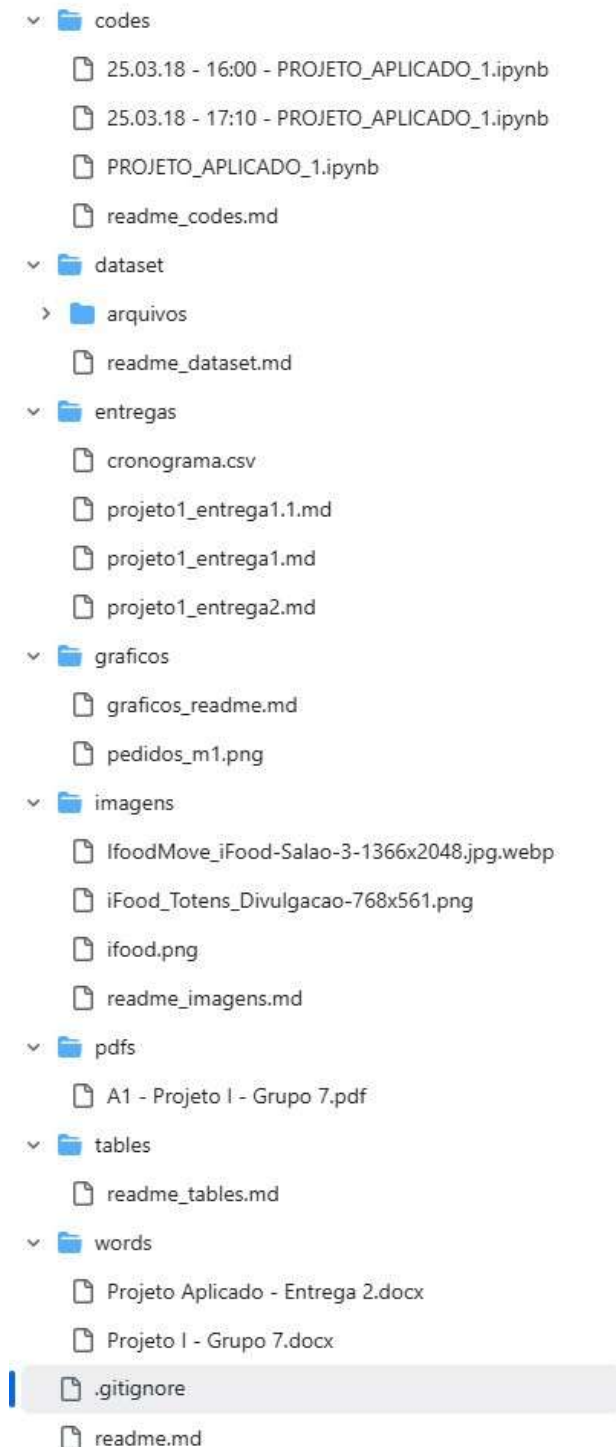 codes
25.03.18 - 16:00 - PROJETO_APLICADO_1.ipynb
25.03.18 - 17:10 - PROJETO_APLICADO_1.ipynb
PROJETO_APLICADO_1.ipynb
readme_codes.md
dataset
arquivos
readme_dataset.md
entregas
cronograma.csv
projeto1_entrega1.1.md
projeto1_entrega1.md
projeto1_entrega2.md
graficos
graficos_readme.md
pedidos_m1.png
imagens
IfoodMove_iFood-Salao-3-1366x2048.jpg.webp
iFood_Totens_Divulgacao-768x561.png
ifood.png
readme_imagens.md
pdfs
A1 - Projeto I - Grupo 7.pdf
tables
readme_tables.md
words
Projeto Aplicado - Entrega 2.docx
Projeto I - Grupo 7.docx
.gitignore
readme.md